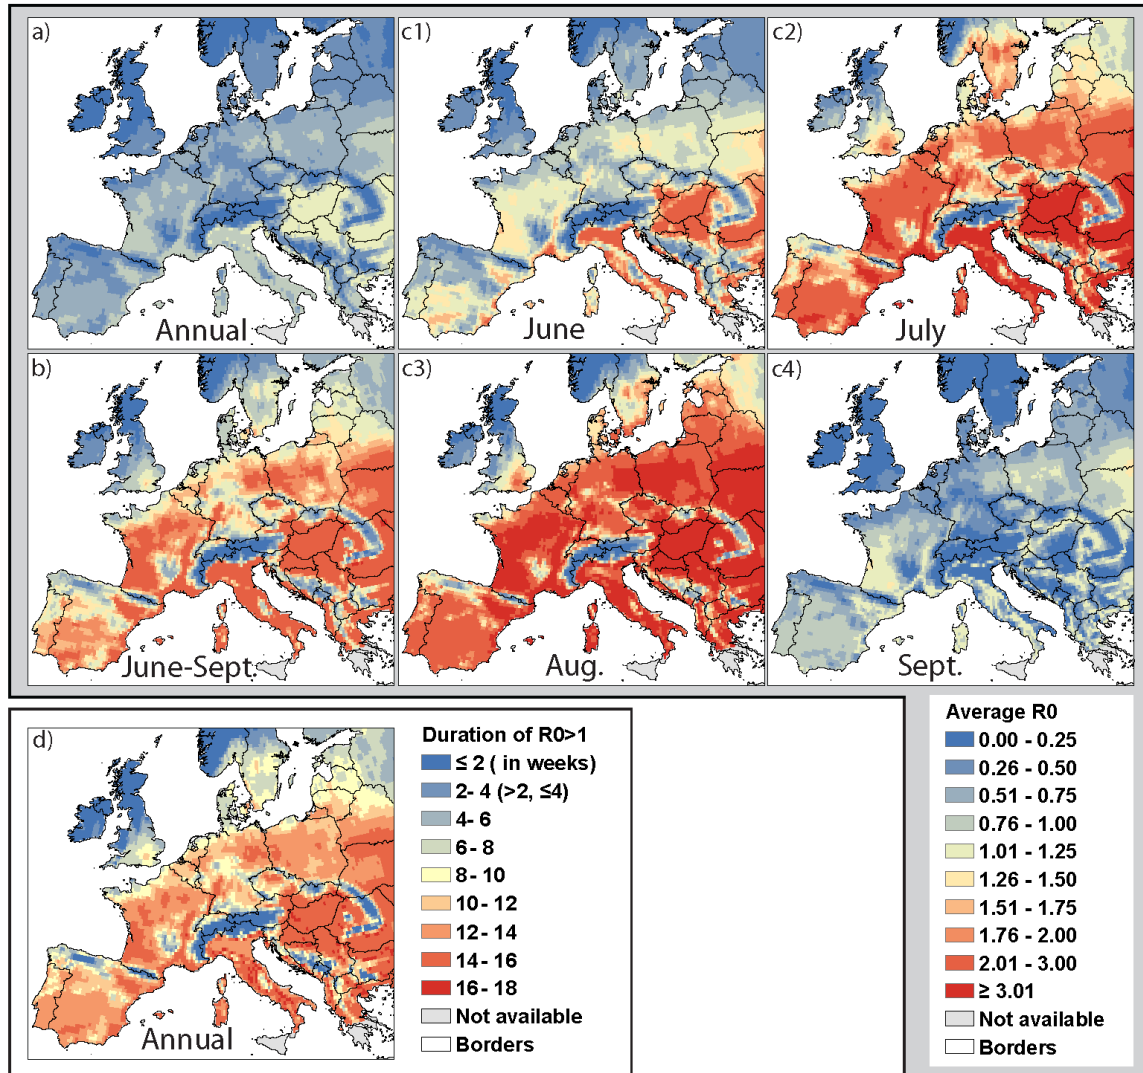 a)
Annual
c1)
June
c2)
July
b)
June-Sept.
c3)
Aug.
c4)
Sept.
d)
Annual
Duration of R0>1
≤ 2 ( in weeks)
2- 4 (>2, ≤4)
4- 6
6 - 8
8 - 10
10 - 12
12 - 14
14 - 16
16 - 18
Not available
Borders
Average R0
0.00 - 0.25
0.26 - 0.50
0.51 - 0.75
0.76 - 1.00
1.01 - 1.25
1.26 - 1.50
1.51 - 1.75
1.76 - 2.00
2.01 - 3.00
≥ 3.01
Not available
Borders